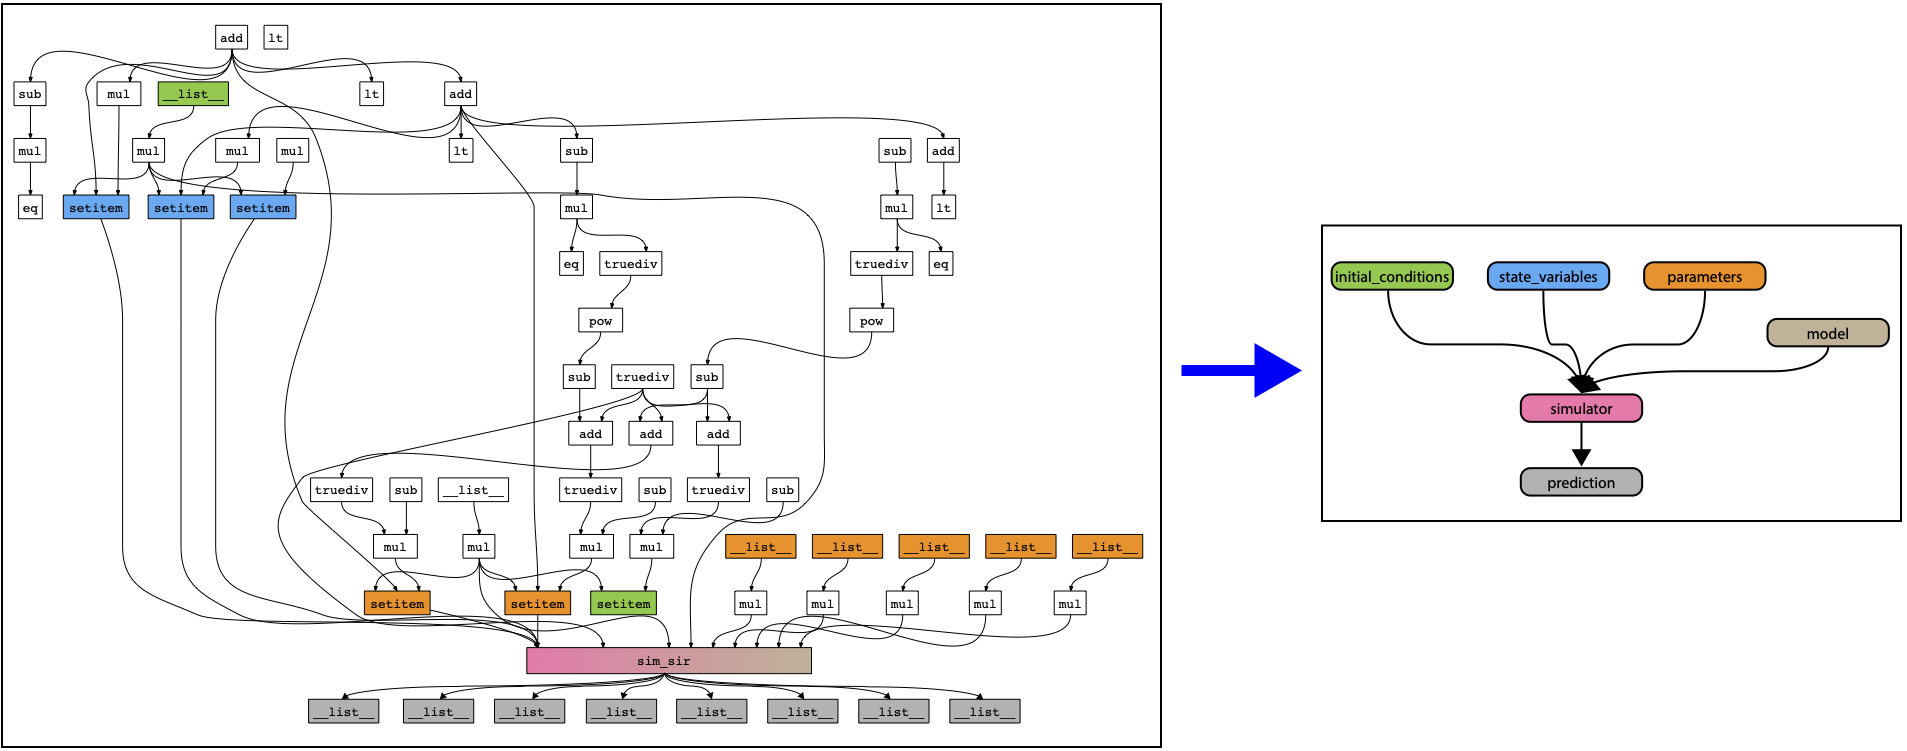 add lt
sub mul __list__ lt add
mul mul mul mul lt sub sub add
eq setitem setitem setitem mul mul lt
eq truediv truediv eq
pow pow
sub truediv sub
add add add
truediv sub __list__ truediv sub truediv sub
mul mul mul mul __list__ __list__ __list__ __list__ __list__
setitem setitem setitem mul mul mul mul mul
sim_sir
__list__ __list__ __list__ __list__ __list__ __list__ __list__ __list__
initial_conditions state_variables parameters
model
simulator
prediction